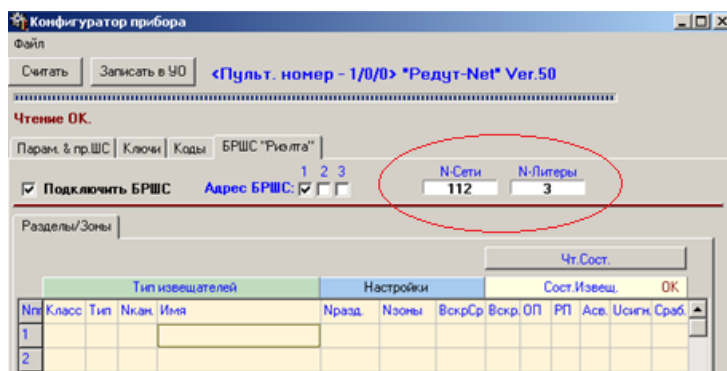 Конфигуратор прибора
Файл
Считать Записать в УО <Пульт. номер - 1/0/0> "Редут-Net" Ver.50
Чтение ОК.
Парам. & пр.ШС Ключи Коды БРШС "Риэлта"
1 2 3 N-Сети N-Литеры
Подключить БРШС Адрес БРШС: 112 3
Разделы/Зоны
Чт.Сост.
Тип извещателей Настройки Сост.Извещ. OK
Nпп Класс Тип Nкан. Имя Nразд. Nзоны ВскрСр Вскр. ОП РП Асв. Uсигн. Сраб.
1
2